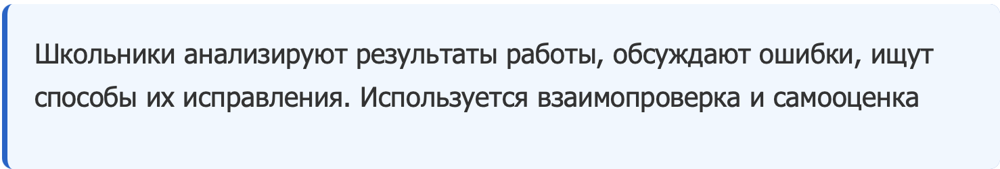 Школьники анализируют результаты работы, обсуждают ошибки, ищут
способы их исправления. Используется взаимопроверка и самооценка